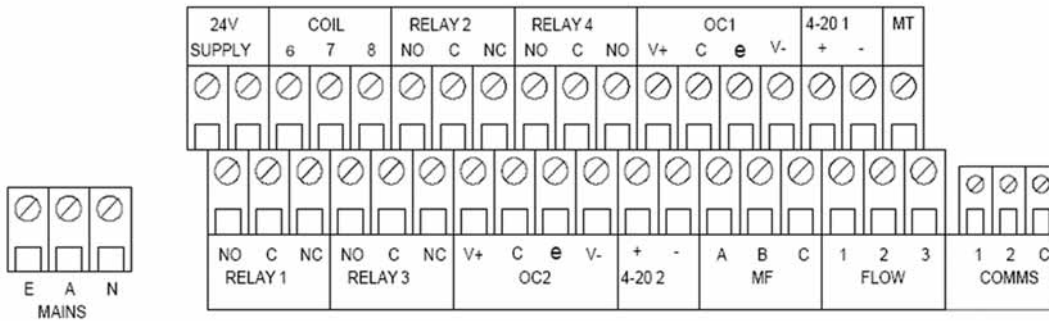 24V COIL RELAY 2 RELAY 4 OC1 4-20 1 MT
SUPPLY 6 7 8 NO C NC NO C NO V+ C e V- + -
NO C NC NO C NC V+ C e V- + - A B C 1 2 3 1 2 C
RELAY 1 RELAY 3 OC2 4-20 2 MF FLOW COMMS
E A N
MAINS